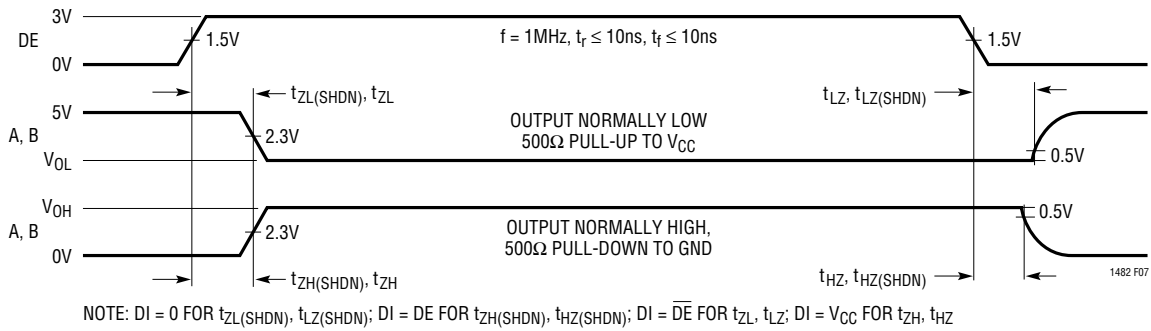 3V
DE
0V
1.5V
f = 1MHz, tr ≤ 10ns, tf ≤ 10ns
1.5V
tZL(SHDN), tZL
tLZ, tLZ(SHDN)
5V
A, B
VOL
2.3V
OUTPUT NORMALLY LOW
500Ω PULL-UP TO VCC
0.5V
VOH
A, B
0V
2.3V
OUTPUT NORMALLY HIGH,
500Ω PULL-DOWN TO GND
0.5V
tZH(SHDN), tZH
tHZ, tHZ(SHDN)
1482 F07
NOTE: DI = 0 FOR tZL(SHDN), tLZ(SHDN); DI = DE FOR tZH(SHDN), tHZ(SHDN); DI = D̅E̅ FOR tZL, tLZ; DI = VCC FOR tZH, tHZ